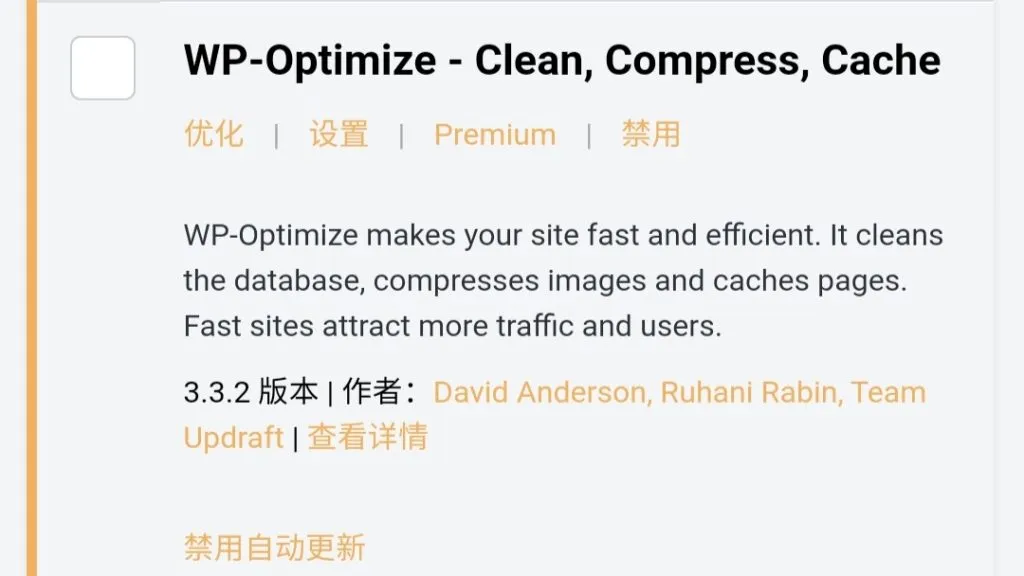 WP-Optimize - Clean, Compress, Cache
优化 | 设置 | Premium | 禁用
WP-Optimize makes your site fast and efficient. It cleans
the database, compresses images and caches pages.
Fast sites attract more traffic and users.
3.3.2 版本 | 作者：David Anderson, Ruhani Rabin, Team
Updraft | 查看详情
禁用自动更新